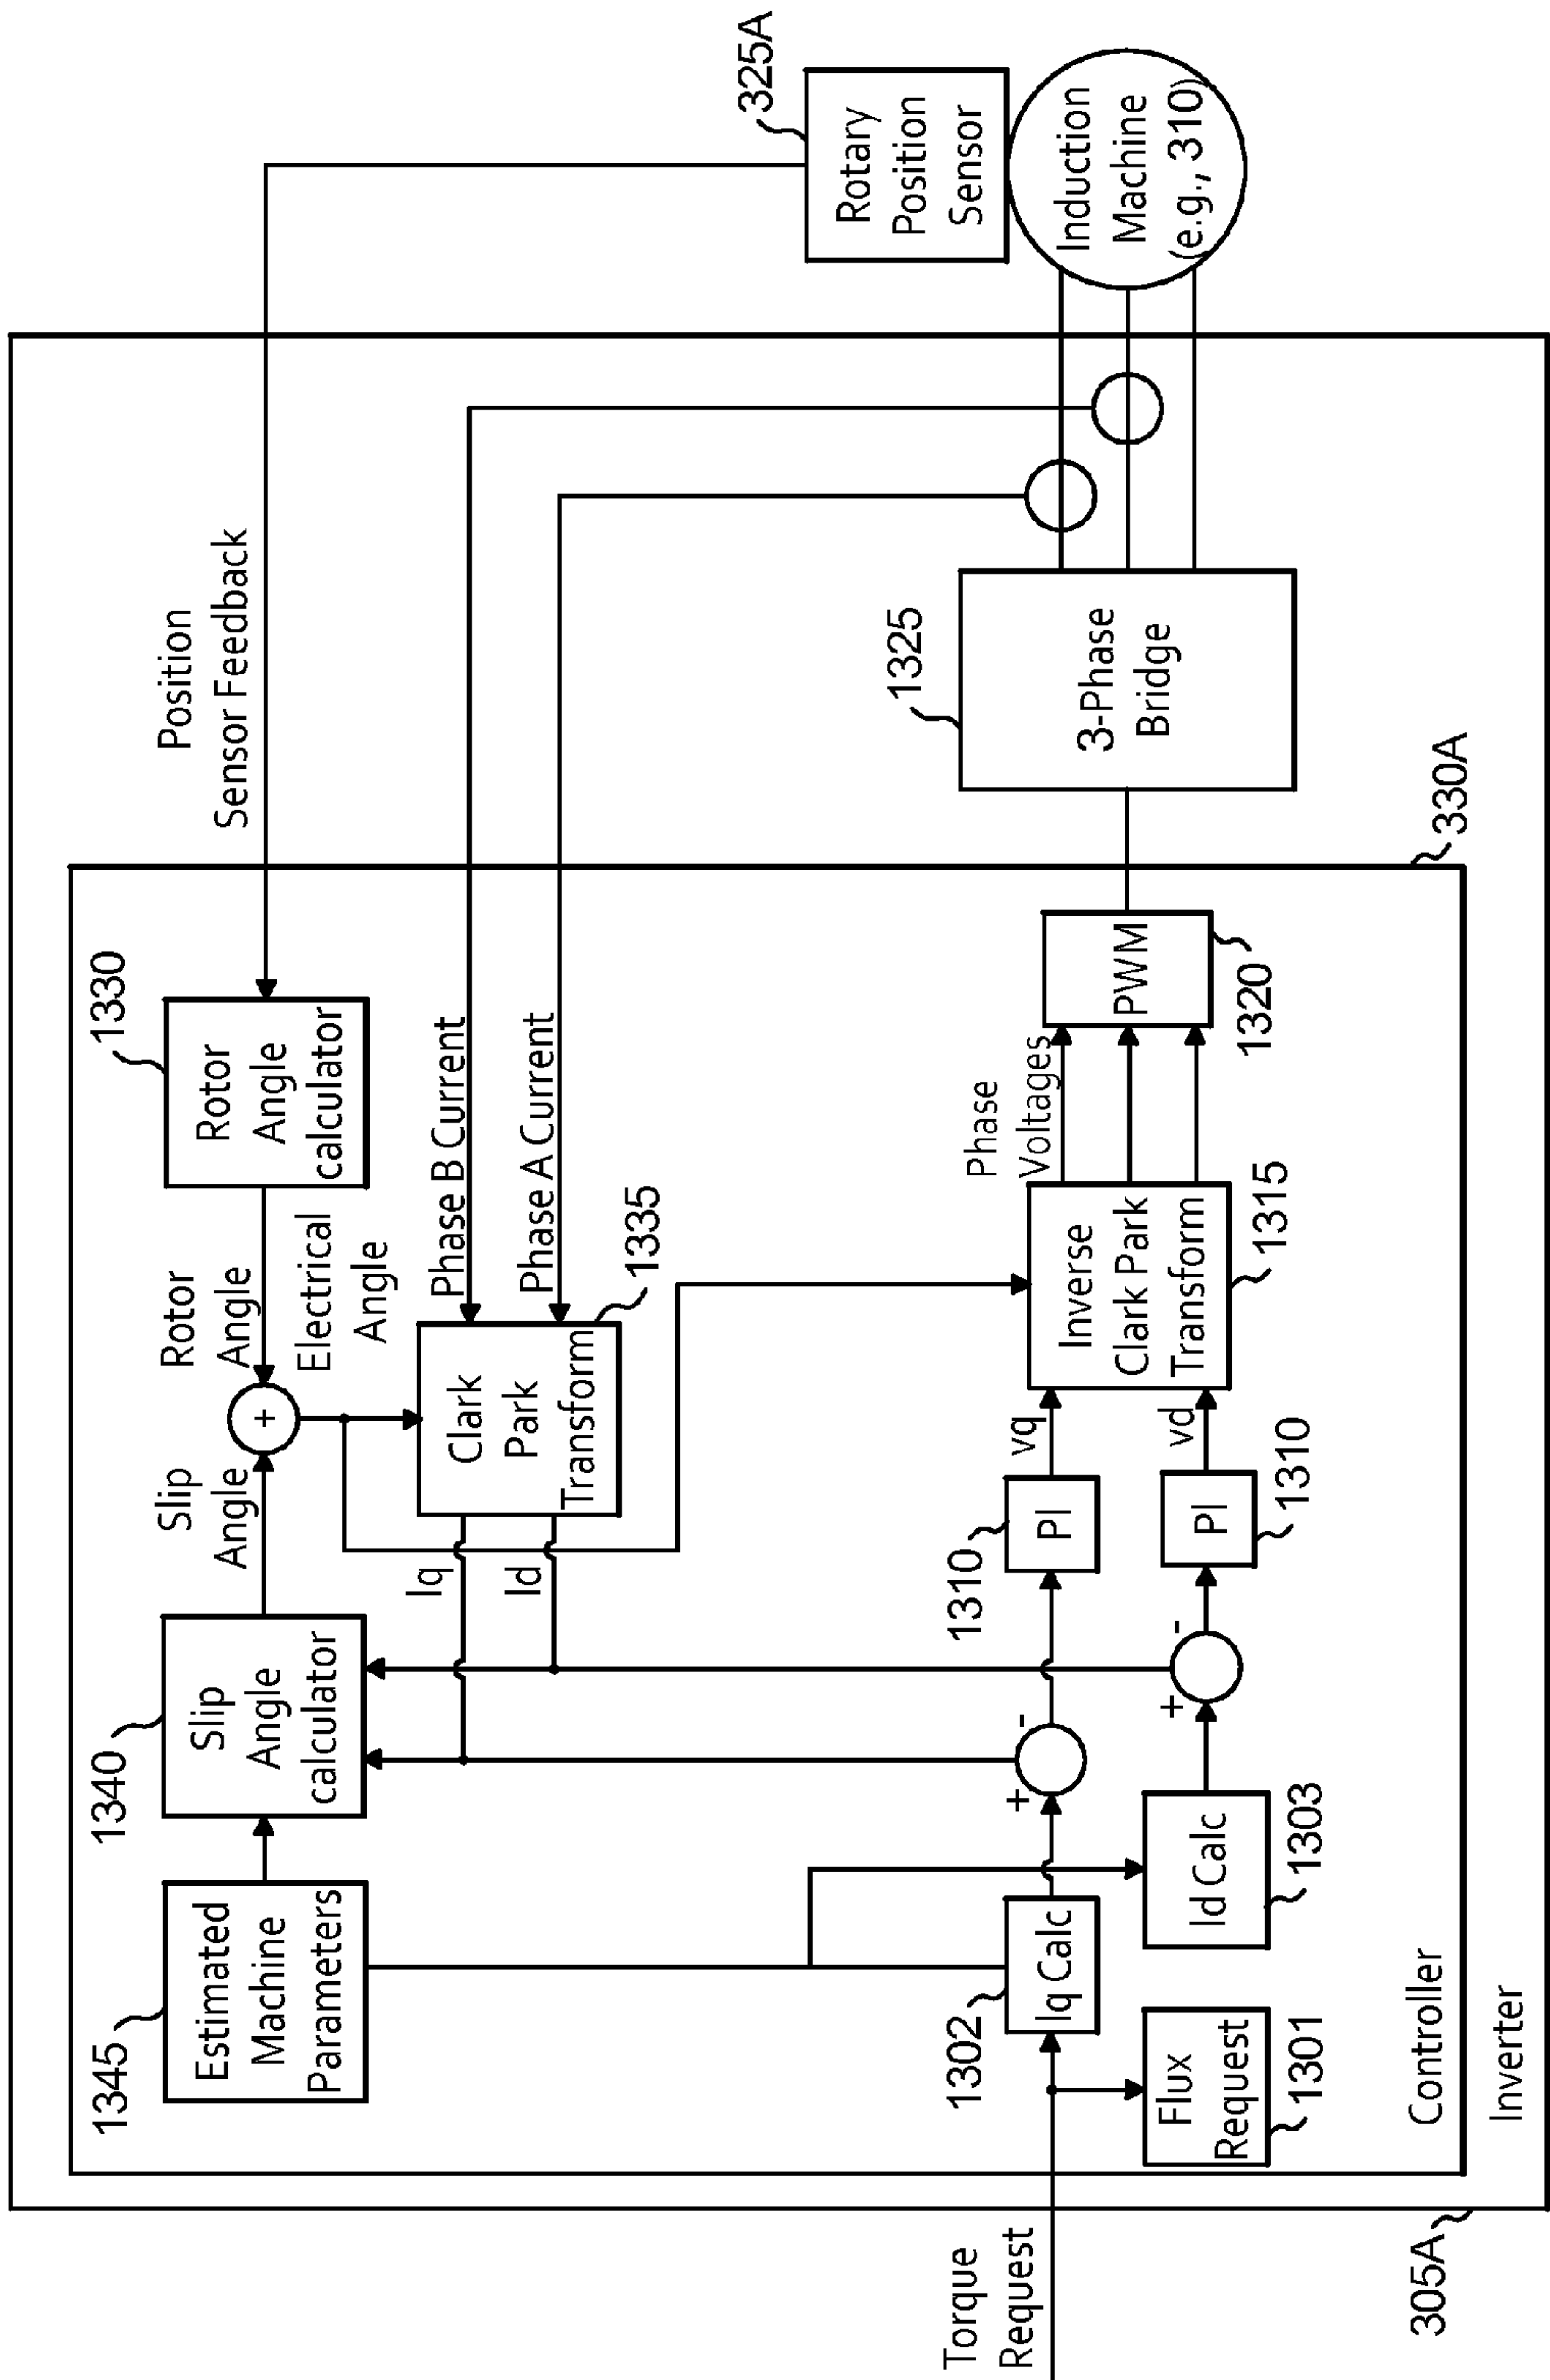 325A
Rotary
Position
Sensor
Induction
Machine
(e.g., 310)
Position
Sensor Feedback
1325
3-Phase
Bridge
330A
1330
Rotor
Angle
calculator
Rotor
Angle
Electrical
Angle
Slip
Angle
+
Phase B Current
Phase A Current
1335
Clark
Park
Transform
Iq
Id
1340
Slip
Angle
calculator
1345
Estimated
Machine
Parameters
Phase
Voltages
PWM
1320
Inverse
Clark Park
Transform
1315
vq
vd
1310
PI
PI
1310
-
+
-
+
1302
Iq Calc
Id Calc
1303
Flux
Request
1301
Torque
Request
Controller
Inverter
305A